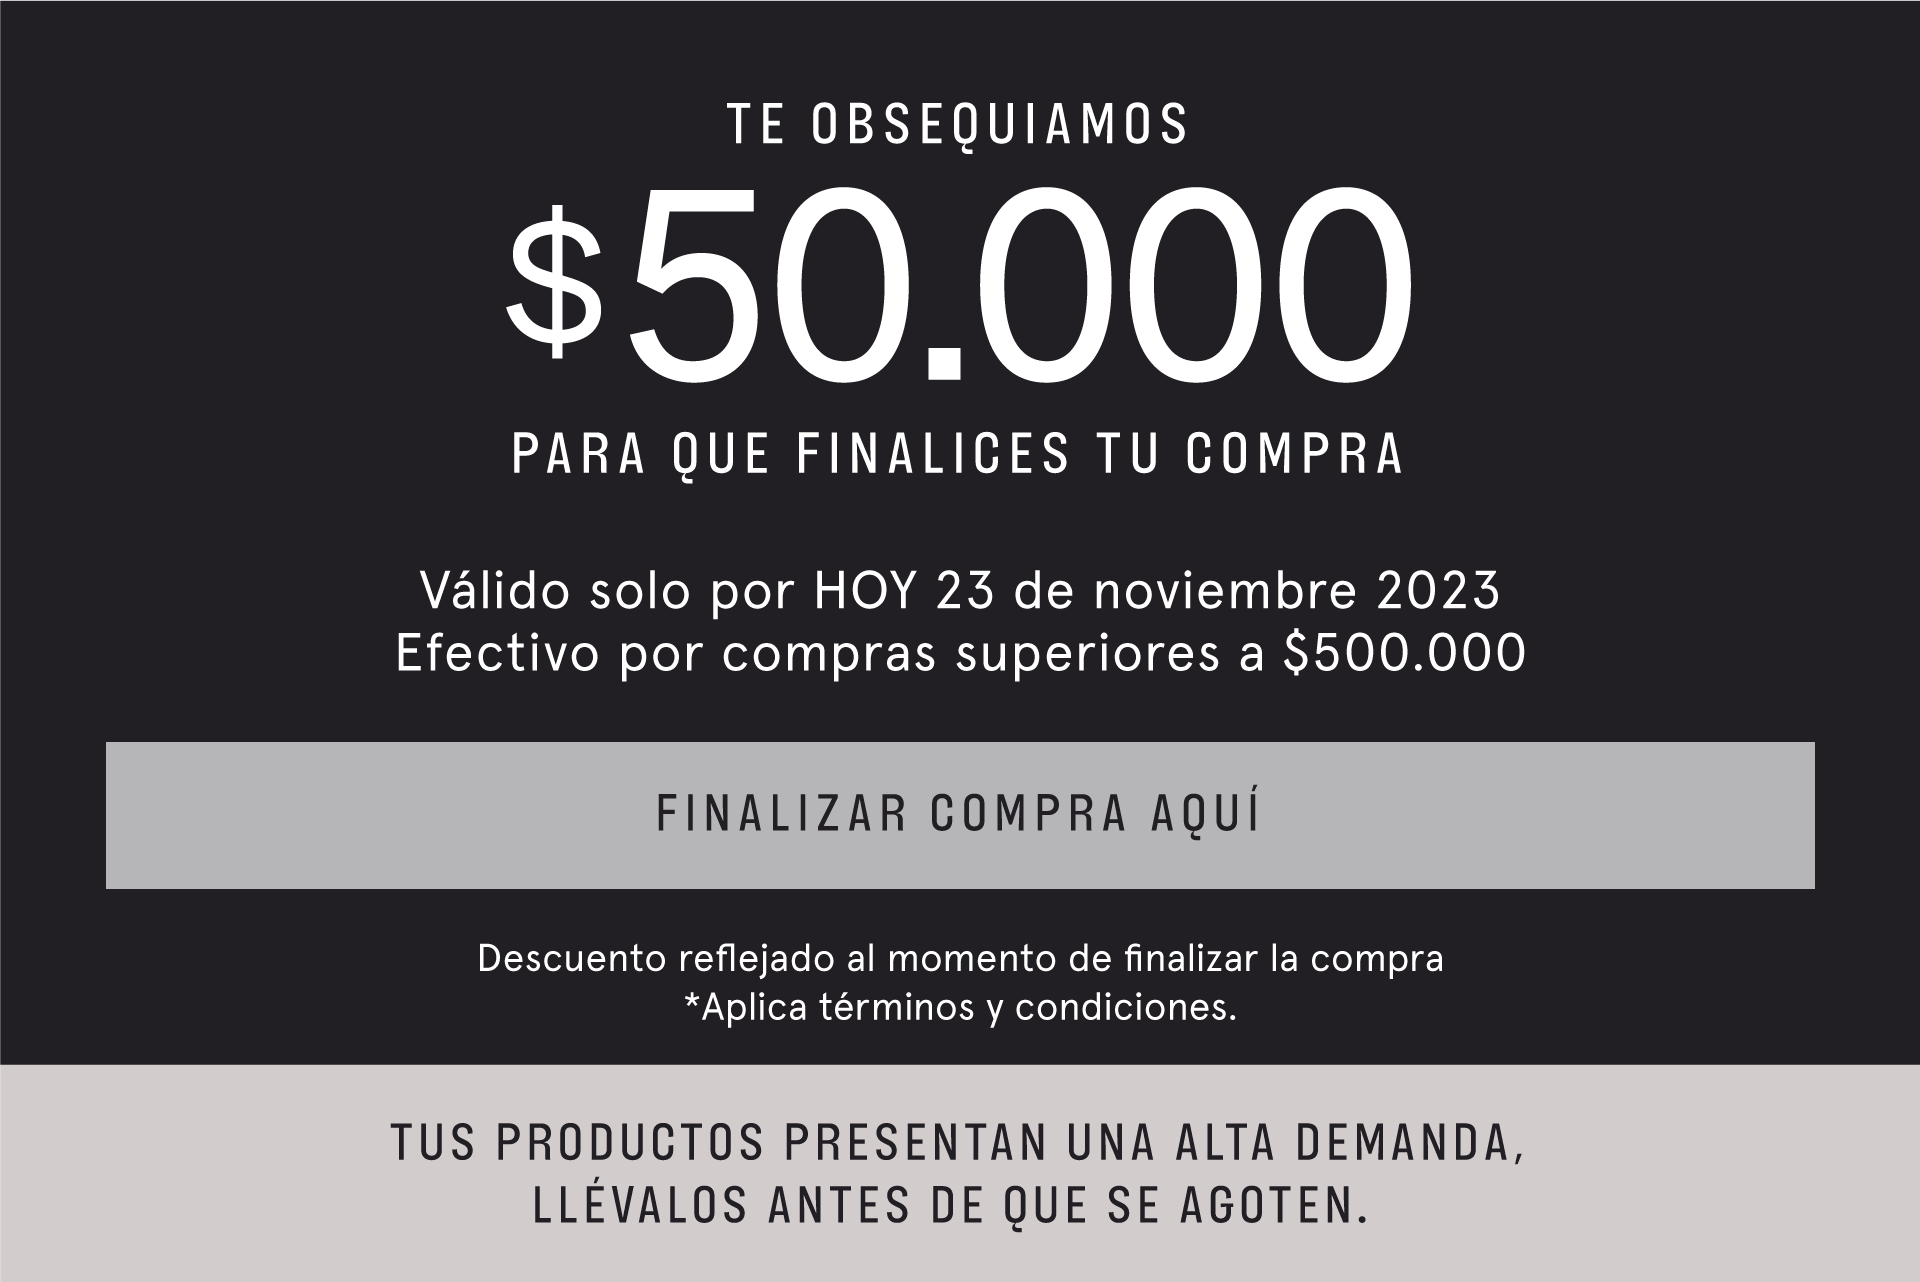 TE OBSEQUIAMOS
$50.000
PARA QUE FINALICES TU COMPRA
Válido solo por HOY 23 de noviembre 2023
Efectivo por compras superiores a $500.000
FINALIZAR COMPRA AQUÍ
Descuento reflejado al momento de finalizar la compra
*Aplica términos y condiciones.
TUS PRODUCTOS PRESENTAN UNA ALTA DEMANDA,
LLÉVALOS ANTES DE QUE SE AGOTEN.